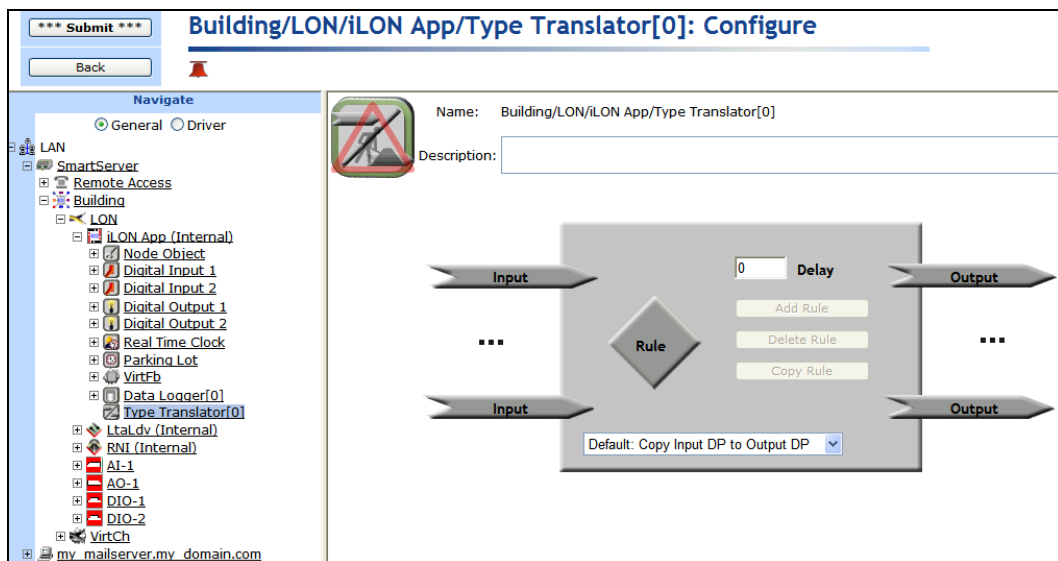 *** Submit ***
Back
Building/LON/iLON App/Type Translator[0]: Configure
Navigate
General Driver
LAN
SmartServer
Remote Access
Building
LON
iLON App (Internal)
Node Object
Digital Input 1
Digital Input 2
Digital Output 1
Digital Output 2
Real Time Clock
Parking Lot
VirtFb
Data Logger[0]
Type Translator[0]
LtaLdv (Internal)
RNI (Internal)
AI-1
AO-1
DIO-1
DIO-2
VirtCh
my_mailserver.my_domain.com
Name: Building/LON/iLON App/Type Translator[0]
Description:
Input
0 Delay
Output
Add Rule
...
Rule
Delete Rule
...
Copy Rule
Input
Output
Default: Copy Input DP to Output DP